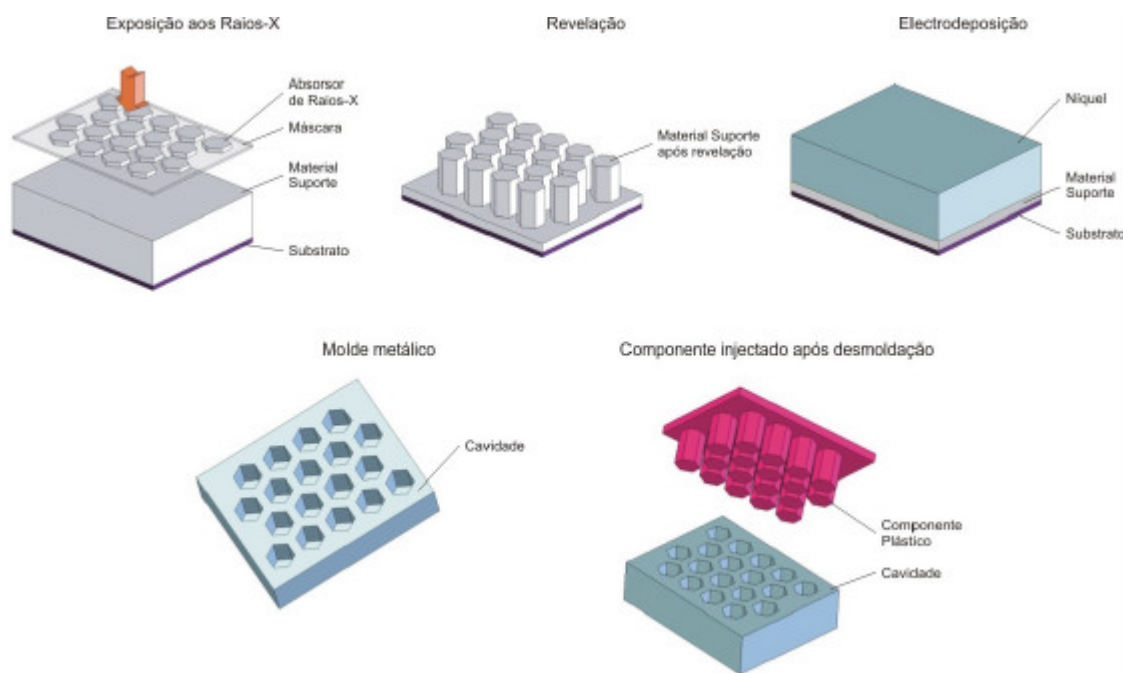 Exposição aos Raios-X
Revelação
Electrodeposição
Absorsor
de Raios-X
Máscara
Material
Suporte
Substrato
Material Suporte
após revelação
Níquel
Material
Suporte
Substrato
Molde metálico
Componente injectado após desmoldação
Cavidade
Componente
Plástico
Cavidade